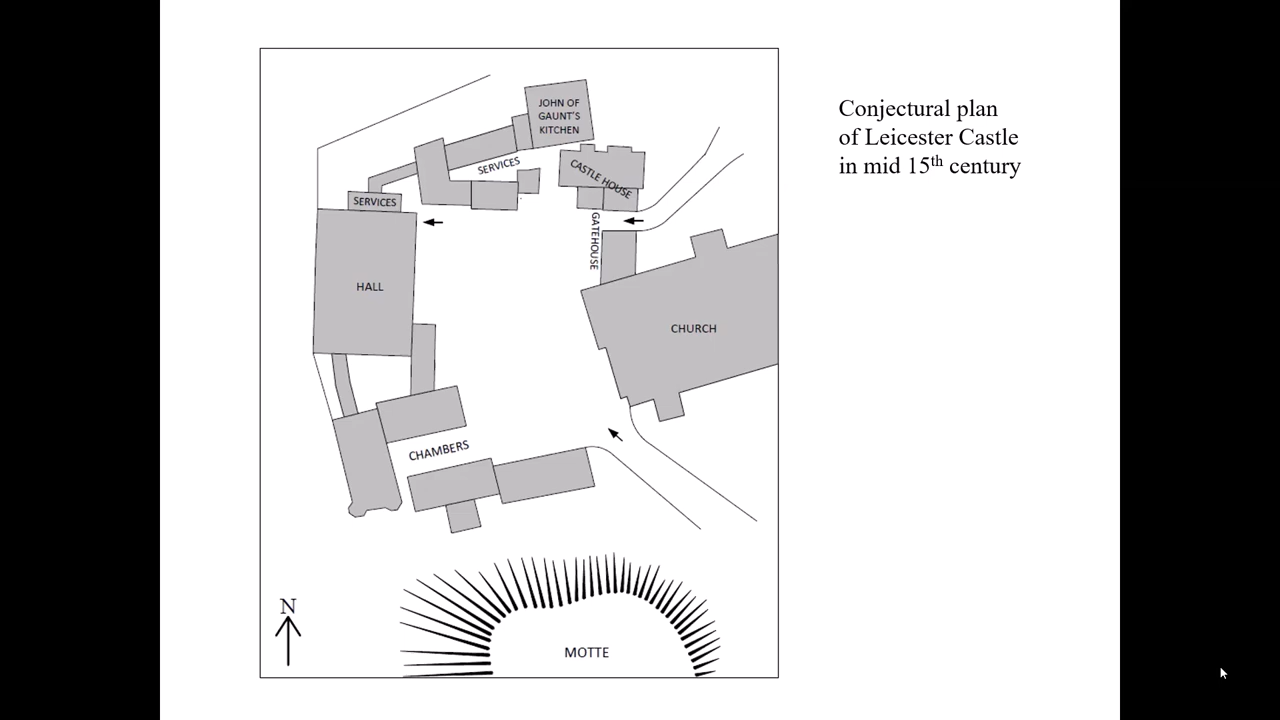 Conjectural plan
of Leicester Castle
in mid 15th century
JOHN OF
GAUNT'S
KITCHEN
SERVICES
CASTLE HOUSE
SERVICES
GATEHOUSE
HALL
CHURCH
CHAMBERS
N
MOTTE